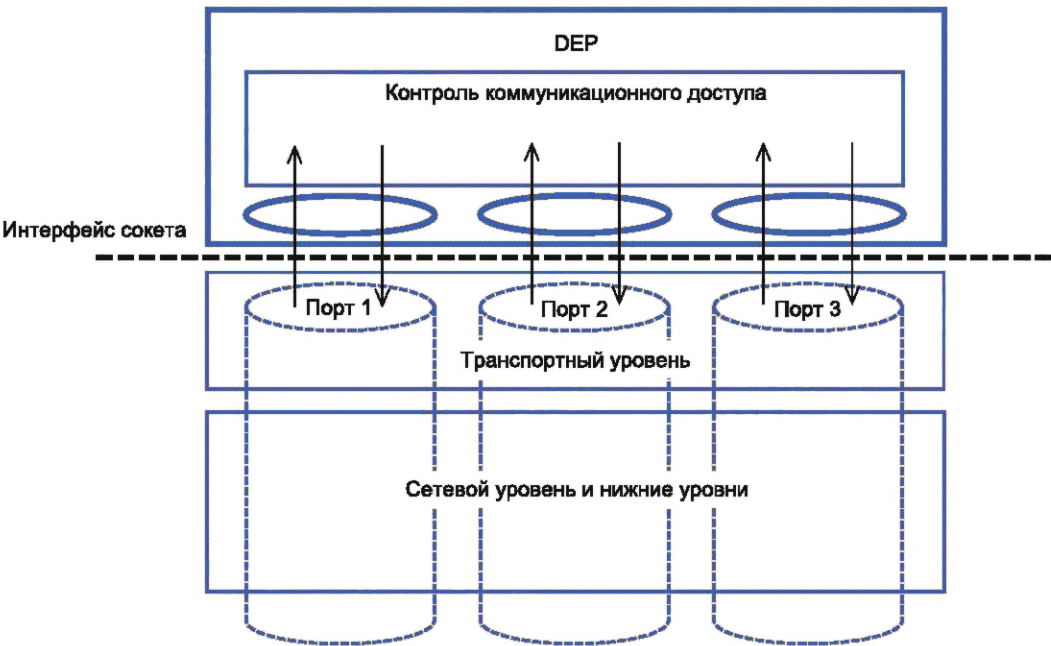 DEP
Контроль коммуникационного доступа
Интерфейс сокета
Порт 1
Порт 2
Порт 3
Транспортный уровень
Сетевой уровень и нижние уровни